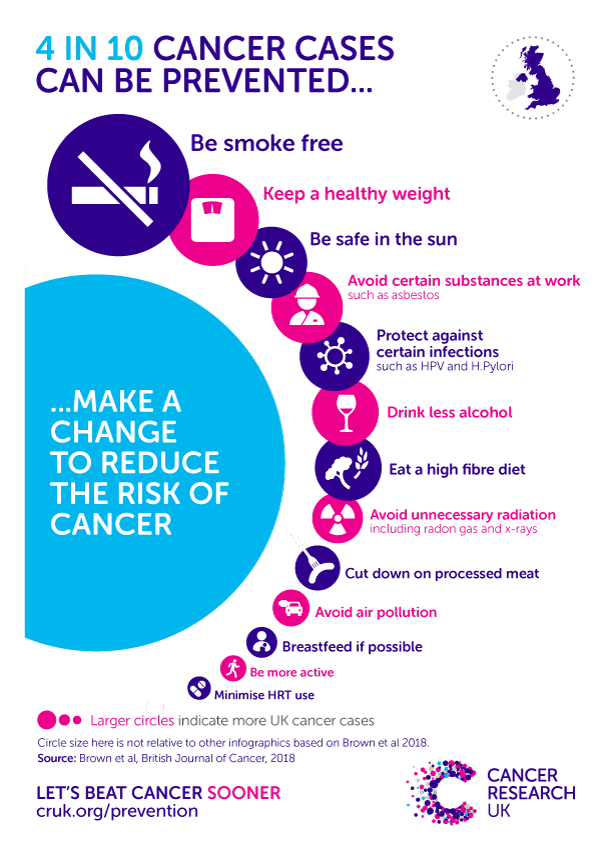 4 IN 10 CANCER CASES
CAN BE PREVENTED...
Be smoke free
Keep a healthy weight
Be safe in the sun
Avoid certain substances at work
such as asbestos
Protect against
certain infections
such as HPV and H.Pylori
...MAKE A
CHANGE
TO REDUCE
THE RISK OF
CANCER
Drink less alcohol
Eat a high fibre diet
Avoid unnecessary radiation
including radon gas and x-rays
Cut down on processed meat
Avoid air pollution
Breastfeed if possible
Be more active
Minimise HRT use
Larger circles indicate more UK cancer cases
Circle size here is not relative to other infographics based on Brown et al 2018.
Source: Brown et al, British Journal of Cancer, 2018
LET'S BEAT CANCER SOONER
cruk.org/prevention
CANCER
RESEARCH
UK